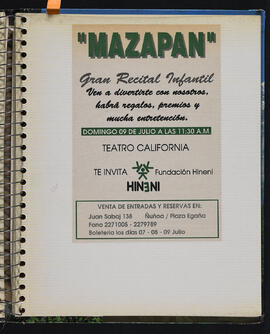 "MAZAPAN"
Gran Recital Infantil
Ven a divertirte con nosotros,
habrá regalos, premios y
mucha entretención.
DOMINGO 09 DE JULIO A LAS 11:30 A.M
TEATRO CALIFORNIA
TE INVITA Fundación Hineni
HINENI
VENTA DE ENTRADAS Y RESERVAS EN:
Juan Sabaj 138 Ñuñoa / Plaza Egaña
Fono 2271005 - 2279789
Boletería los días 07 - 08 - 09 Julio